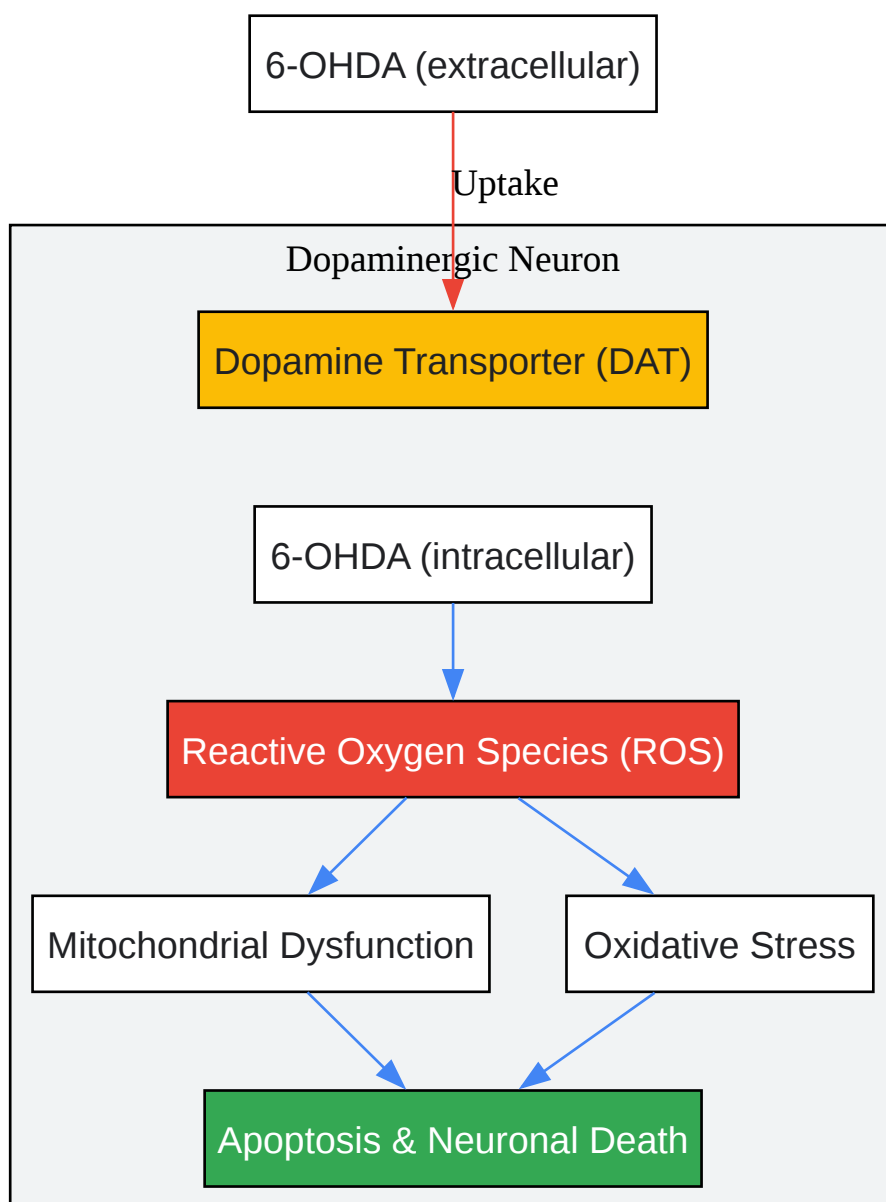 6-OHDA (extracellular)
Uptake
Dopaminergic Neuron
Dopamine Transporter (DAT)
6-OHDA (intracellular)
Reactive Oxygen Species (ROS)
Mitochondrial Dysfunction
Oxidative Stress
Apoptosis & Neuronal Death